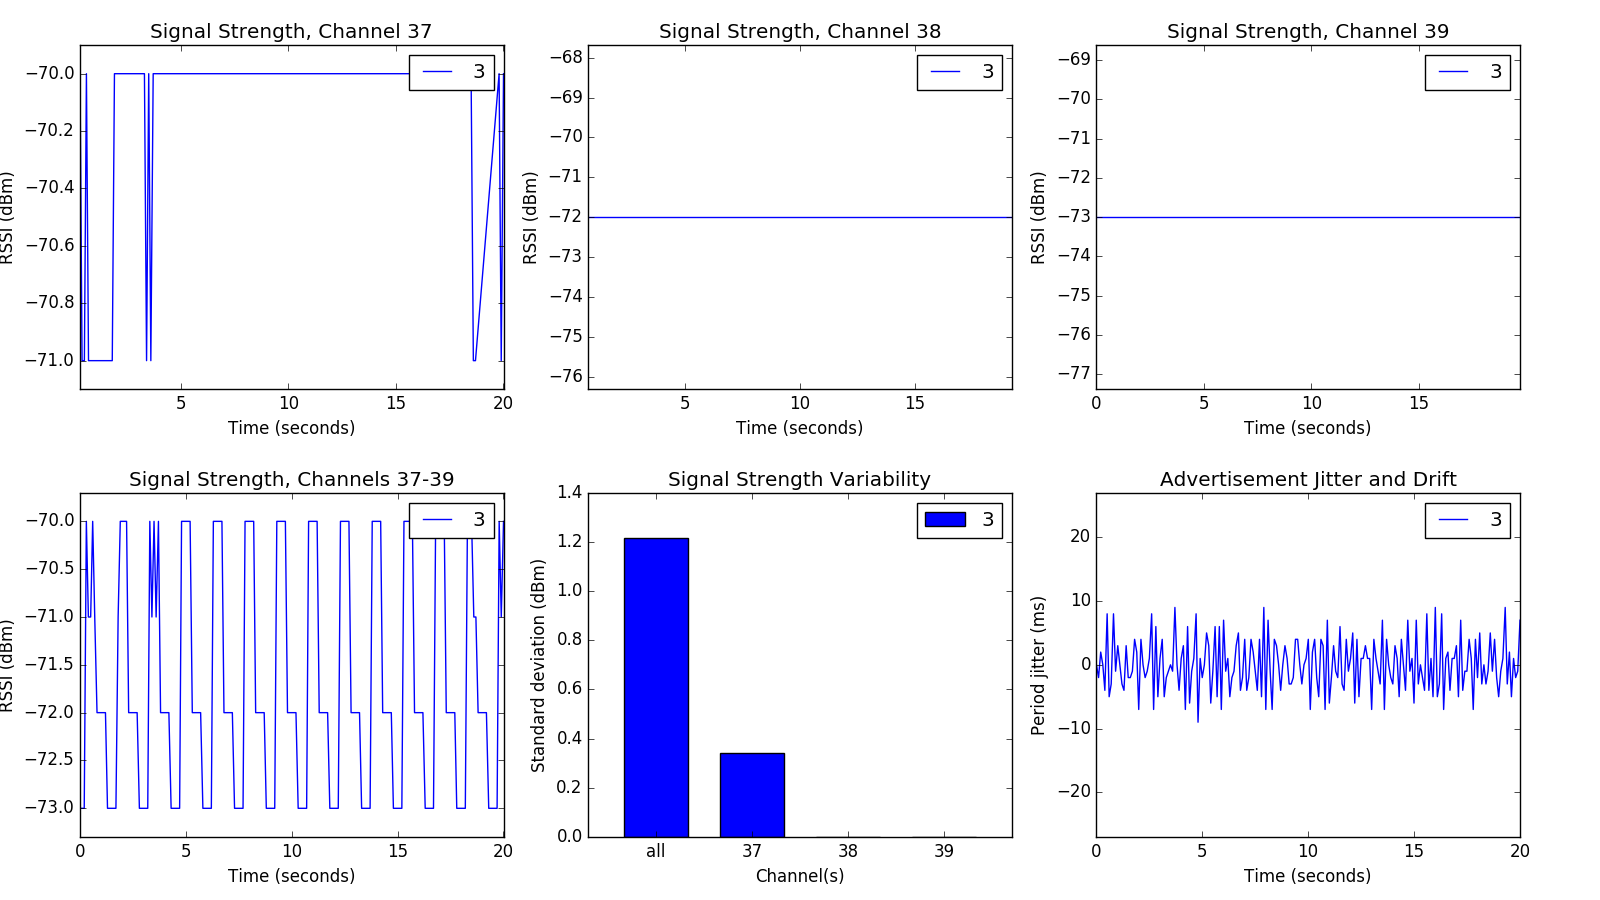 Signal Strength, Channel 37
3
−70.0
−70.2
−70.4
−70.6
−70.8
−71.0
RSSI (dBm)
5 10 15 20
Time (seconds)
Signal Strength, Channel 38
3
−68
−69
−70
−71
−72
−73
−74
−75
−76
RSSI (dBm)
5 10 15
Time (seconds)
Signal Strength, Channel 39
3
−69
−70
−71
−72
−73
−74
−75
−76
−77
RSSI (dBm)
0 5 10 15
Time (seconds)
Signal Strength, Channels 37-39
3
−70.0
−70.5
−71.0
−71.5
−72.0
−72.5
−73.0
RSSI (dBm)
0 5 10 15 20
Time (seconds)
Signal Strength Variability
3
1.4
1.2
1.0
0.8
0.6
0.4
0.2
0.0
Standard deviation (dBm)
all 37 38 39
Channel(s)
Advertisement Jitter and Drift
3
20
10
0
−10
−20
Period jitter (ms)
0 5 10 15 20
Time (seconds)